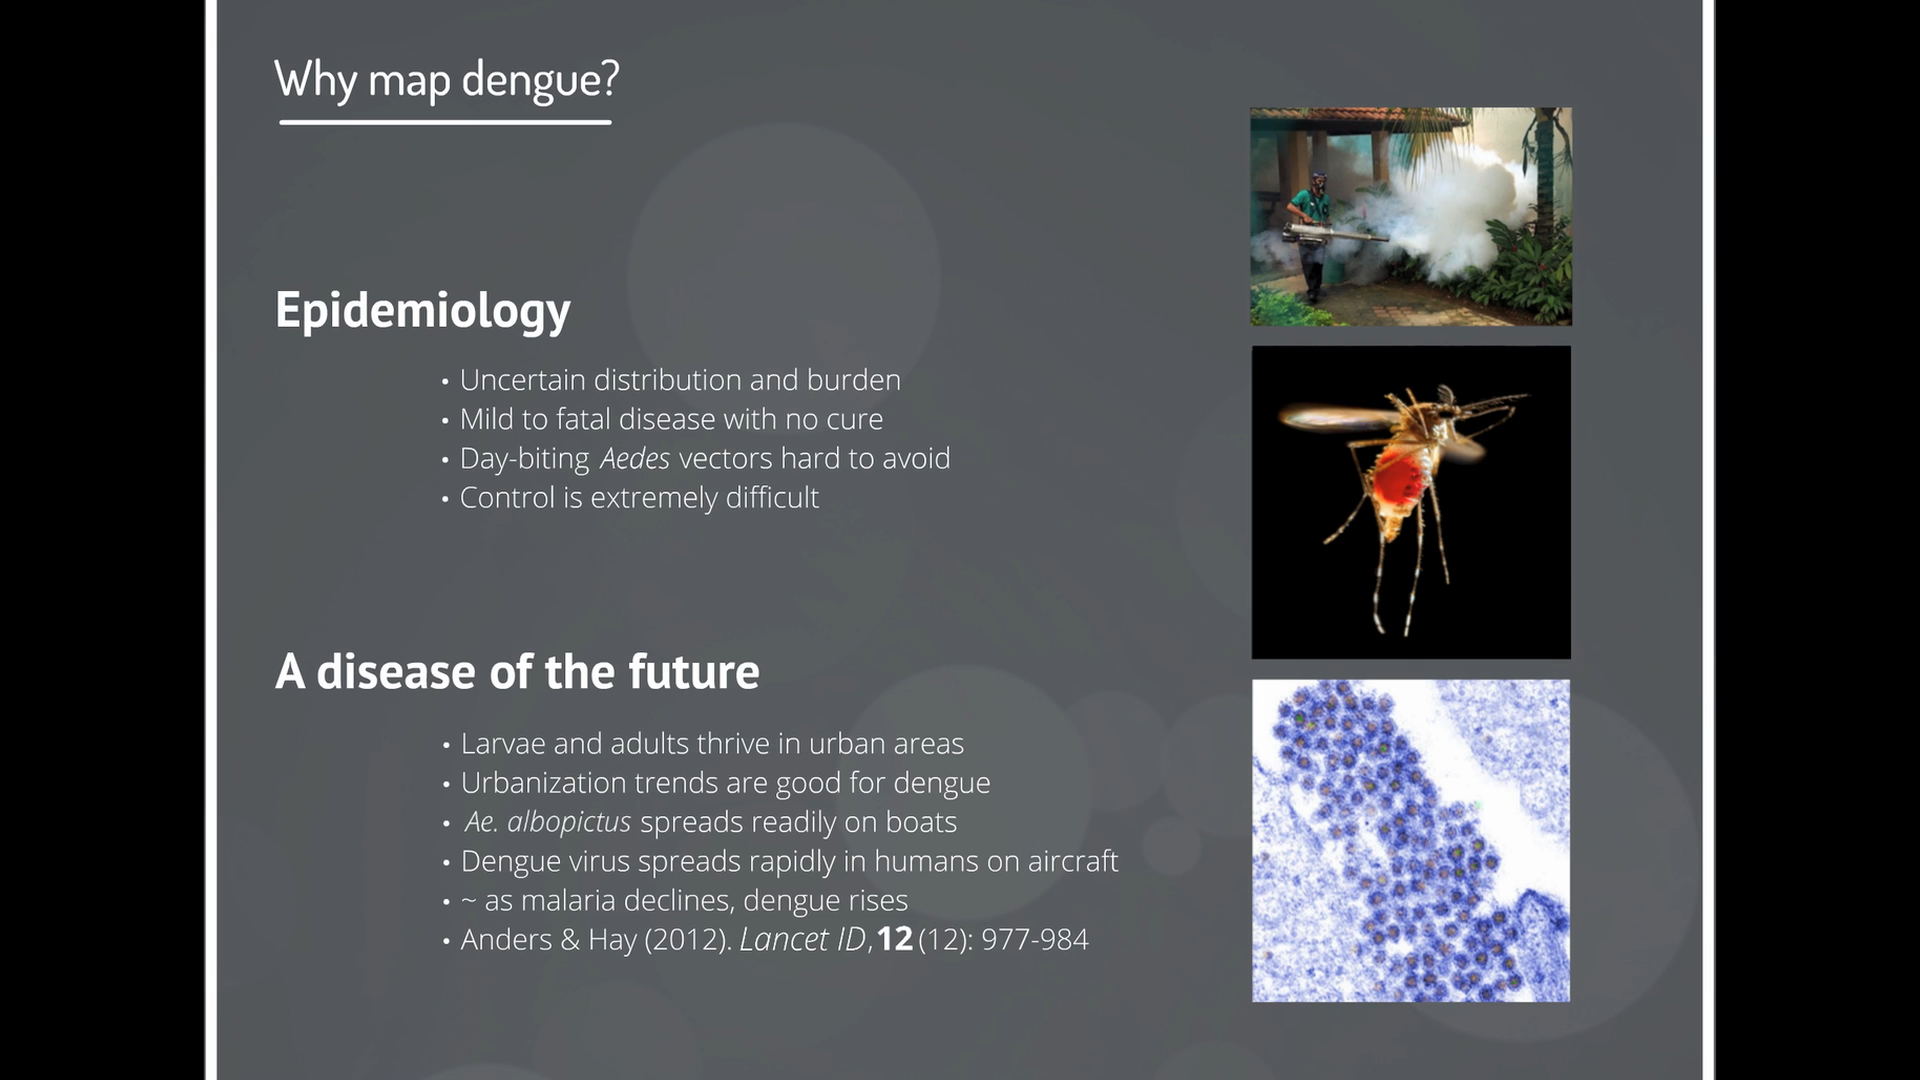 Why map dengue?
Epidemiology
• Uncertain distribution and burden
• Mild to fatal disease with no cure
• Day-biting Aedes vectors hard to avoid
• Control is extremely difficult
A disease of the future
• Larvae and adults thrive in urban areas
• Urbanization trends are good for dengue
• Ae. albopictus spreads readily on boats
• Dengue virus spreads rapidly in humans on aircraft
• ~ as malaria declines, dengue rises
• Anders & Hay (2012). Lancet ID, 12 (12): 977-984